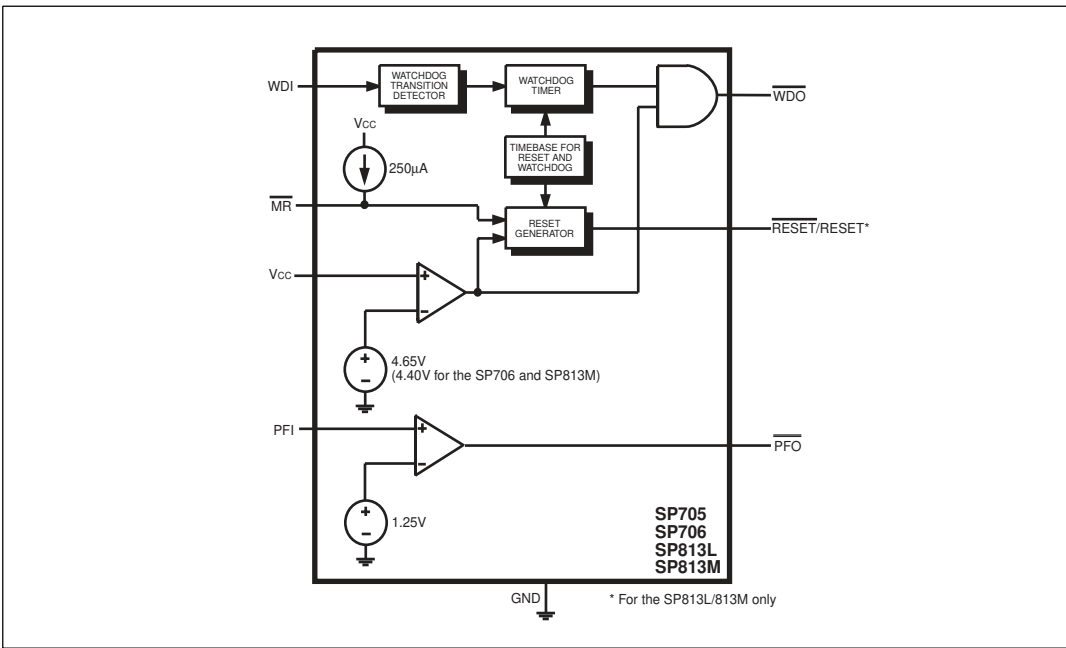 WDI
WATCHDOG
TRANSITION
DETECTOR
WATCHDOG
TIMER
WDO
VCC
TIMEBASE FOR
RESET AND
WATCHDOG
250µA
MR
RESET
GENERATOR
RESET/RESET*
VCC
+
−
+
−
4.65V
(4.40V for the SP706 and SP813M)
PFI
+
−
PFO
+
−
1.25V
SP705
SP706
SP813L
SP813M
GND
* For the SP813L/813M only